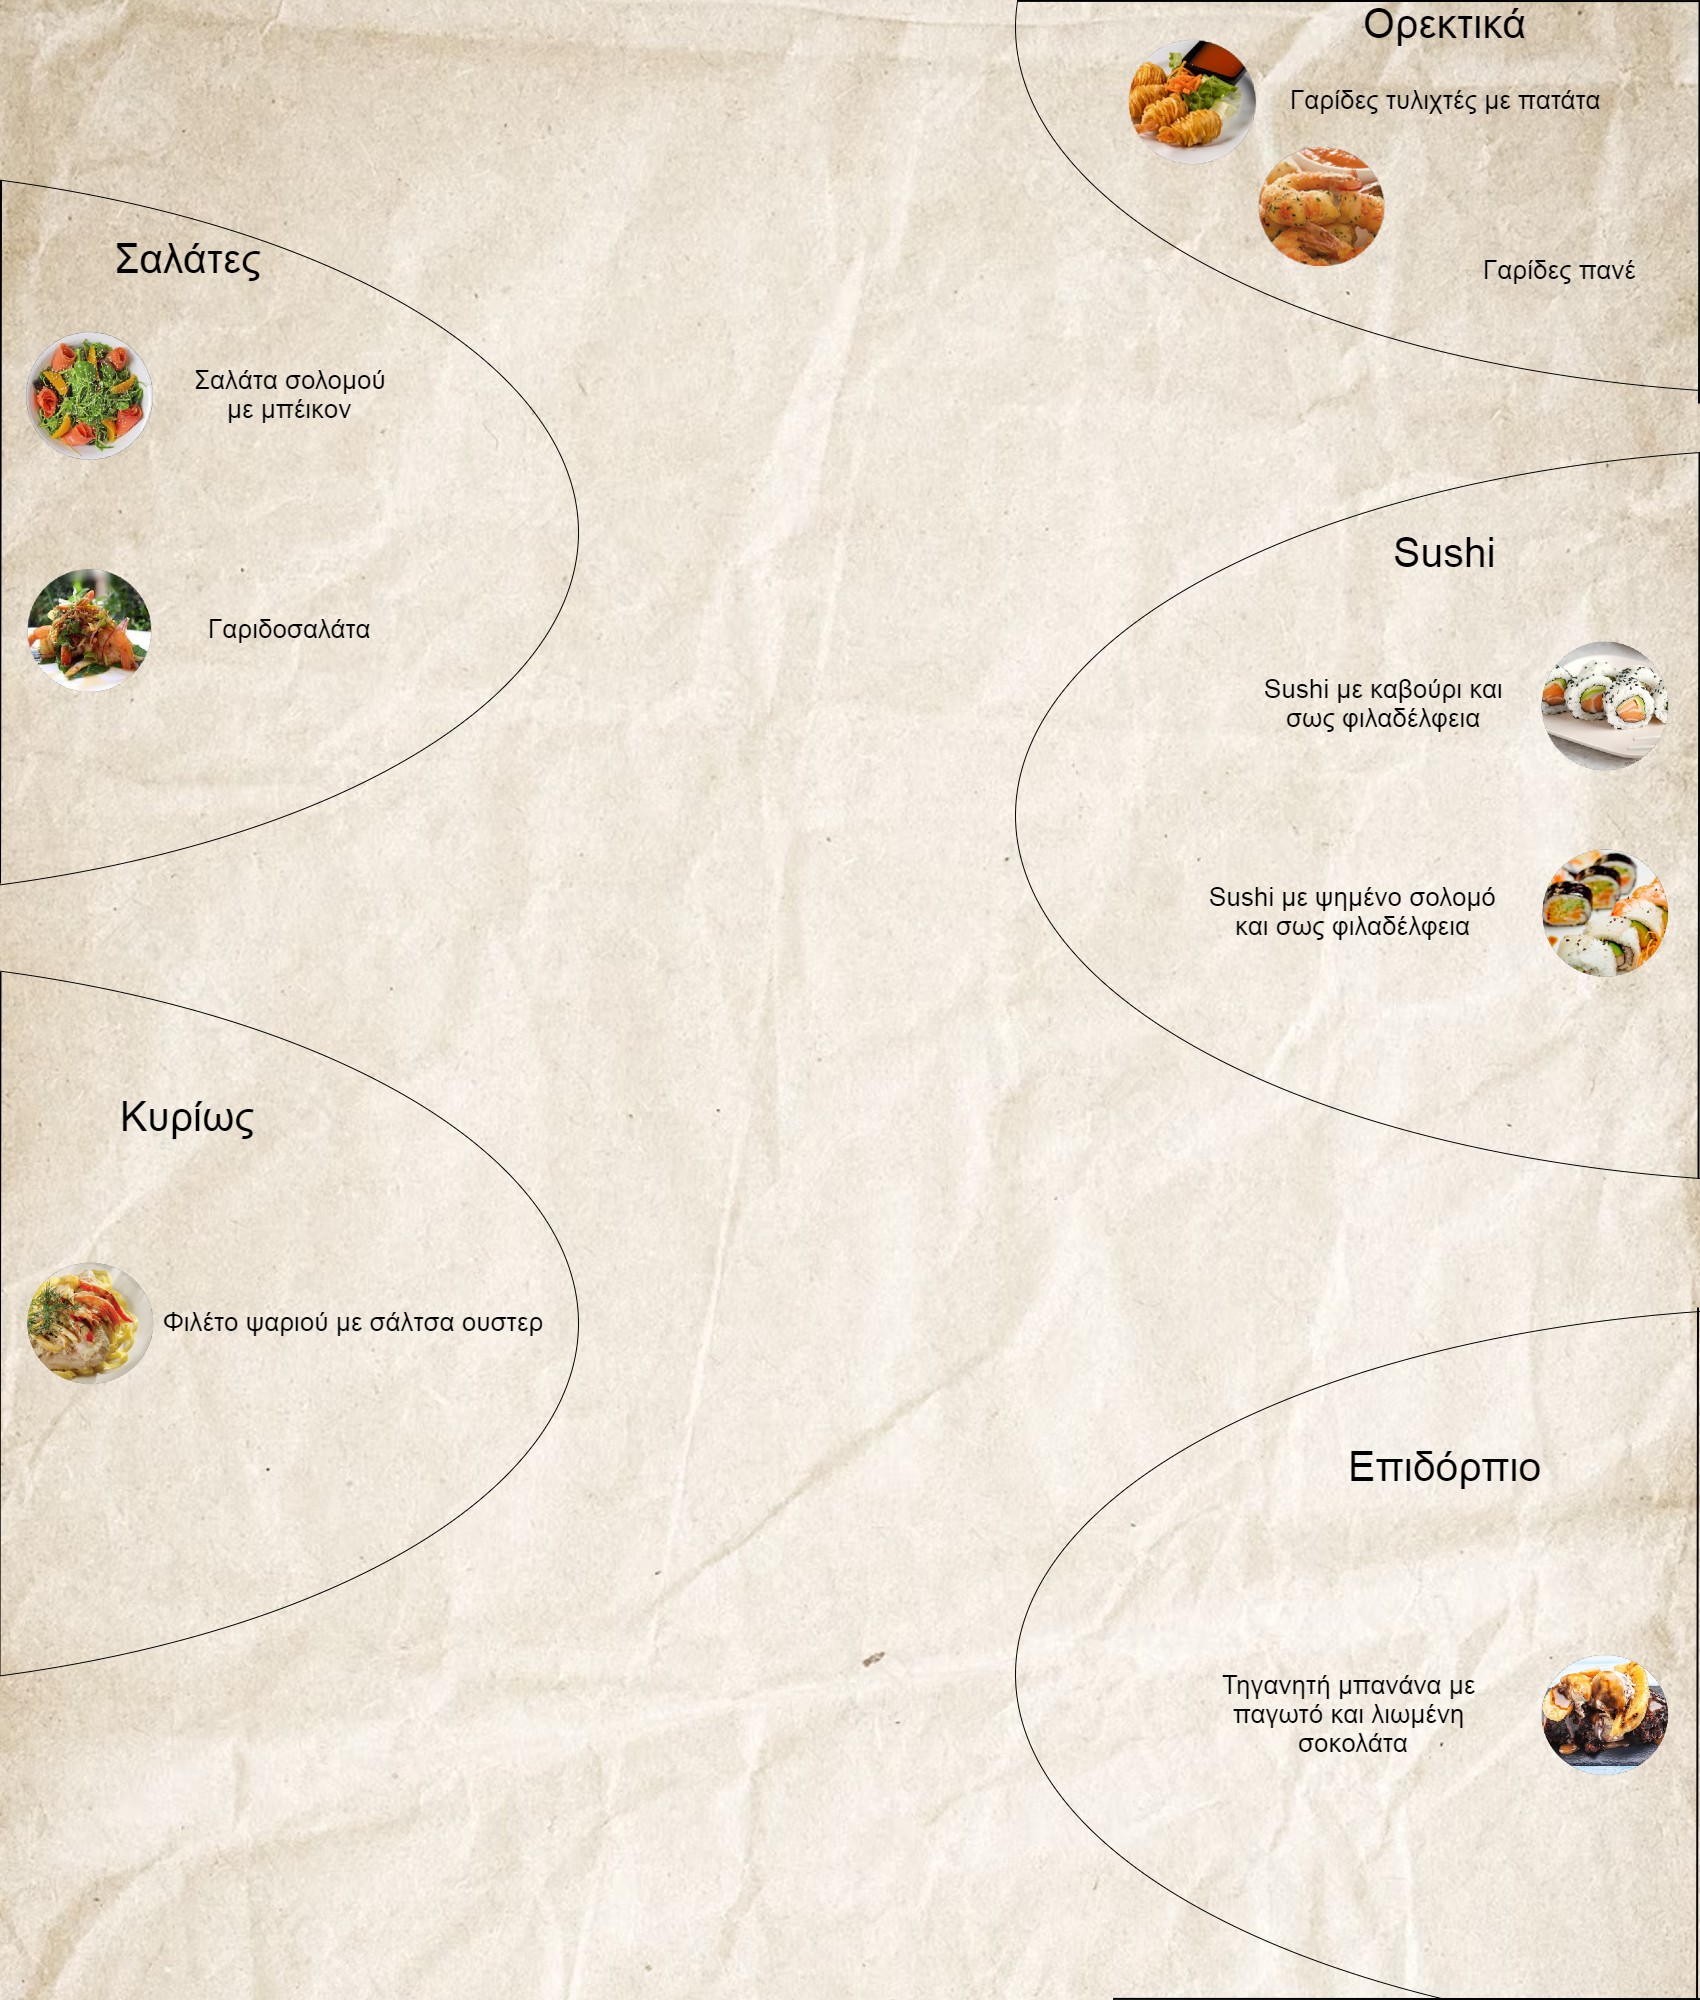 Ορεκτικά
Γαρίδες τυλιχτές με πατάτα
Γαρίδες πανέ
Σαλάτες
Σαλάτα σολομού
με μπέικον
Γαριδοσαλάτα
Sushi
Sushi με καβούρι και
σως φιλαδέλφεια
Sushi με ψημένο σολομό
και σως φιλαδέλφεια
Κυρίως
Φιλέτο ψαριού με σάλτσα ουστερ
Επιδόρπιο
Τηγανητή μπανάνα με
παγωτό και λιωμένη
σοκολάτα